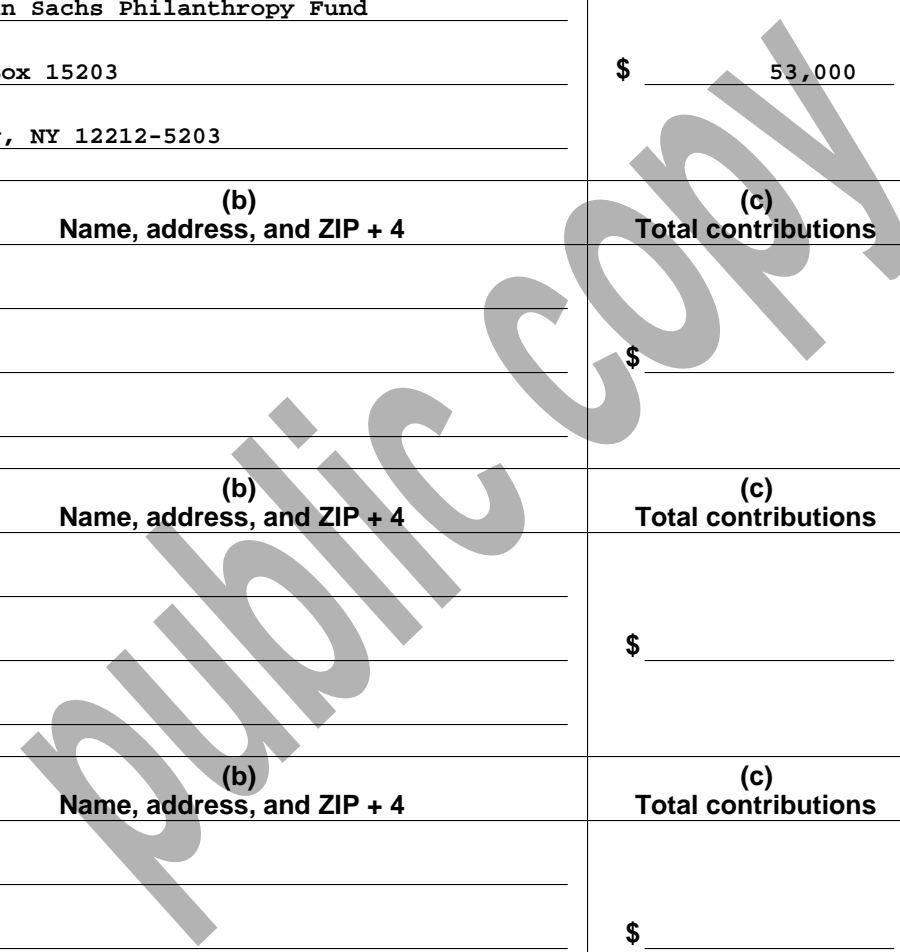 n Sachs Philanthropy Fund
ox 15203 $ 53,000
, NY 12212-5203
(b) (c)
Name, address, and ZIP + 4 Total contributions
$
(b) (c)
Name, address, and ZIP + 4 Total contributions
$
(b) (c)
Name, address, and ZIP + 4 Total contributions
$
public copy